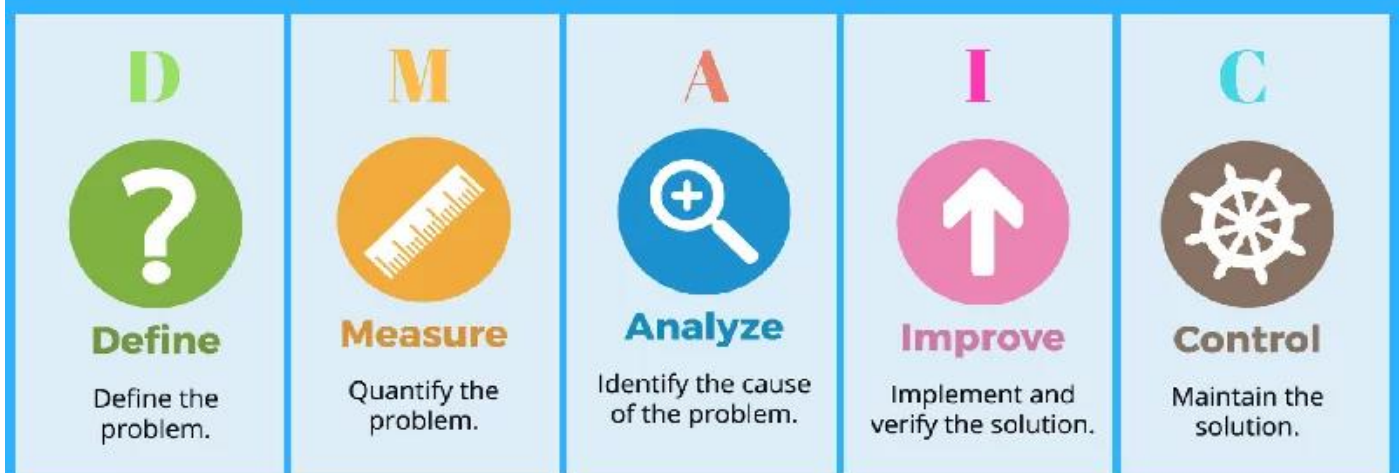 D
Define
Define the
problem.
M
Measure
Quantify the
problem.
A
Analyze
Identify the cause
of the problem.
I
Improve
Implement and
verify the solution.
C
Control
Maintain the
solution.